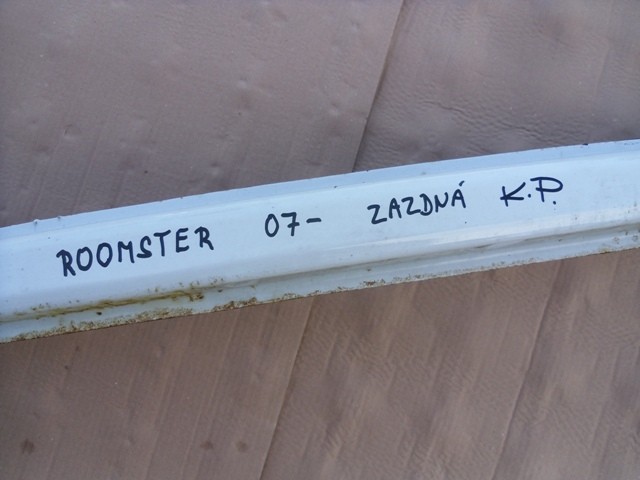 ROOMSTER 07- ZAZDNÁ K.P.